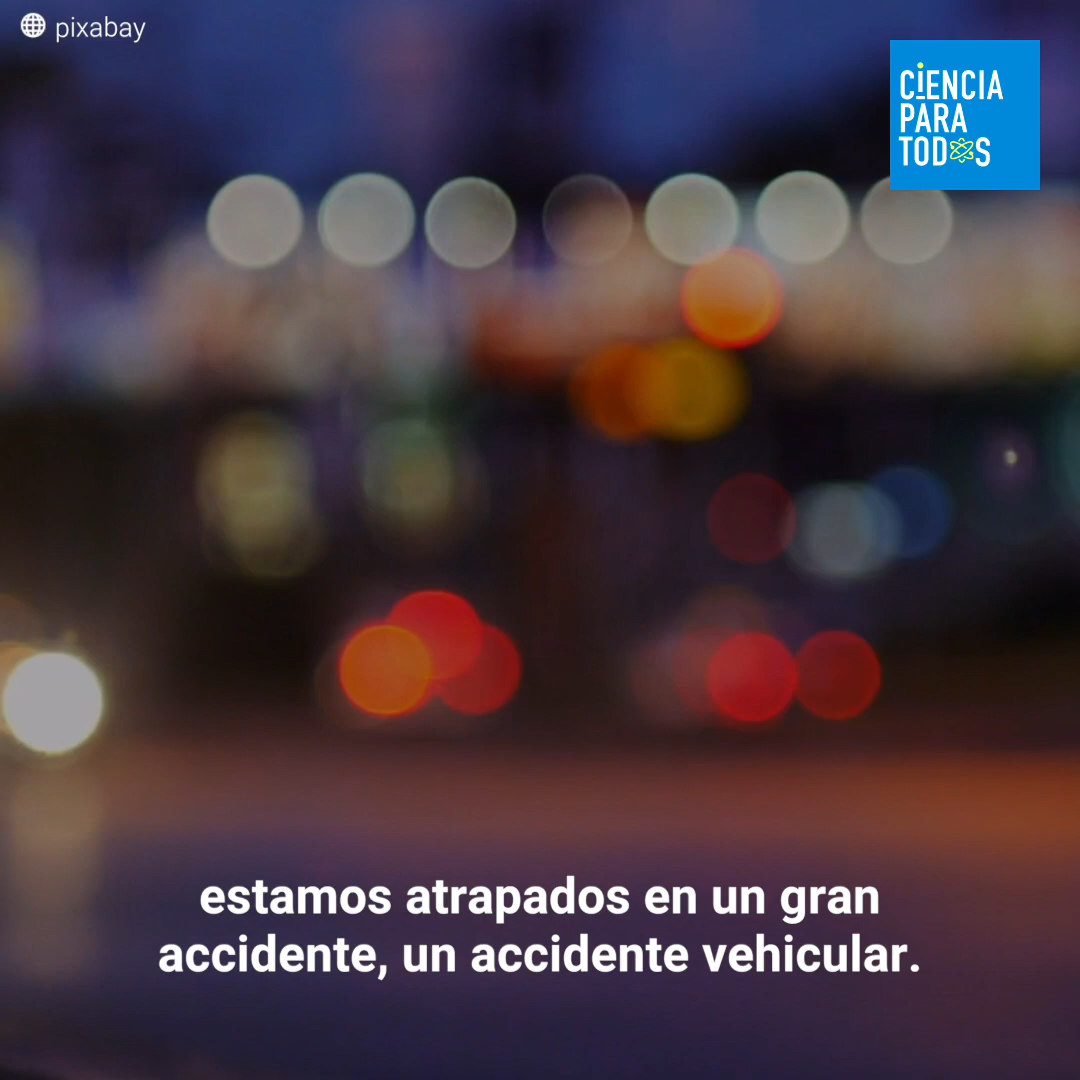 pixabay
CIENCIA
PARA
TODOS
estamos atrapados en un gran
accidente, un accidente vehicular.